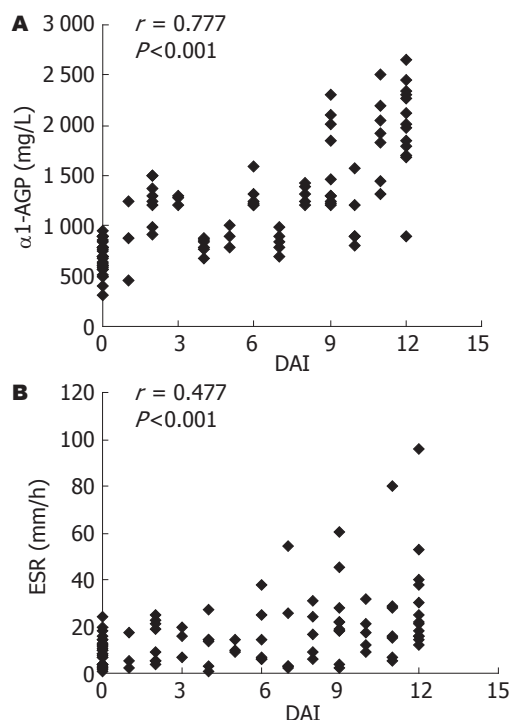 A
r = 0.777
P<0.001
3 000
2 500
2 000
1 500
1 000
500
0
α1-AGP (mg/L)
0 3 6 9 12 15
DAI
B
r = 0.477
P<0.001
120
100
80
60
40
20
0
ESR (mm/h)
0 3 6 9 12 15
DAI